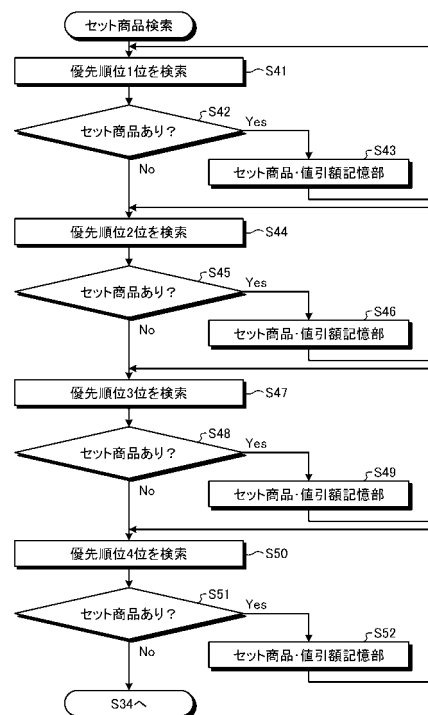 セット商品検索
優先順位1位を検索
S41
セット商品あり?
S42
Yes
No
セット商品・値引額記憶部
S43
優先順位2位を検索
S44
セット商品あり?
S45
Yes
No
セット商品・値引額記憶部
S46
優先順位3位を検索
S47
セット商品あり?
S48
Yes
No
セット商品・値引額記憶部
S49
優先順位4位を検索
S50
セット商品あり?
S51
Yes
No
セット商品・値引額記憶部
S52
S34へ